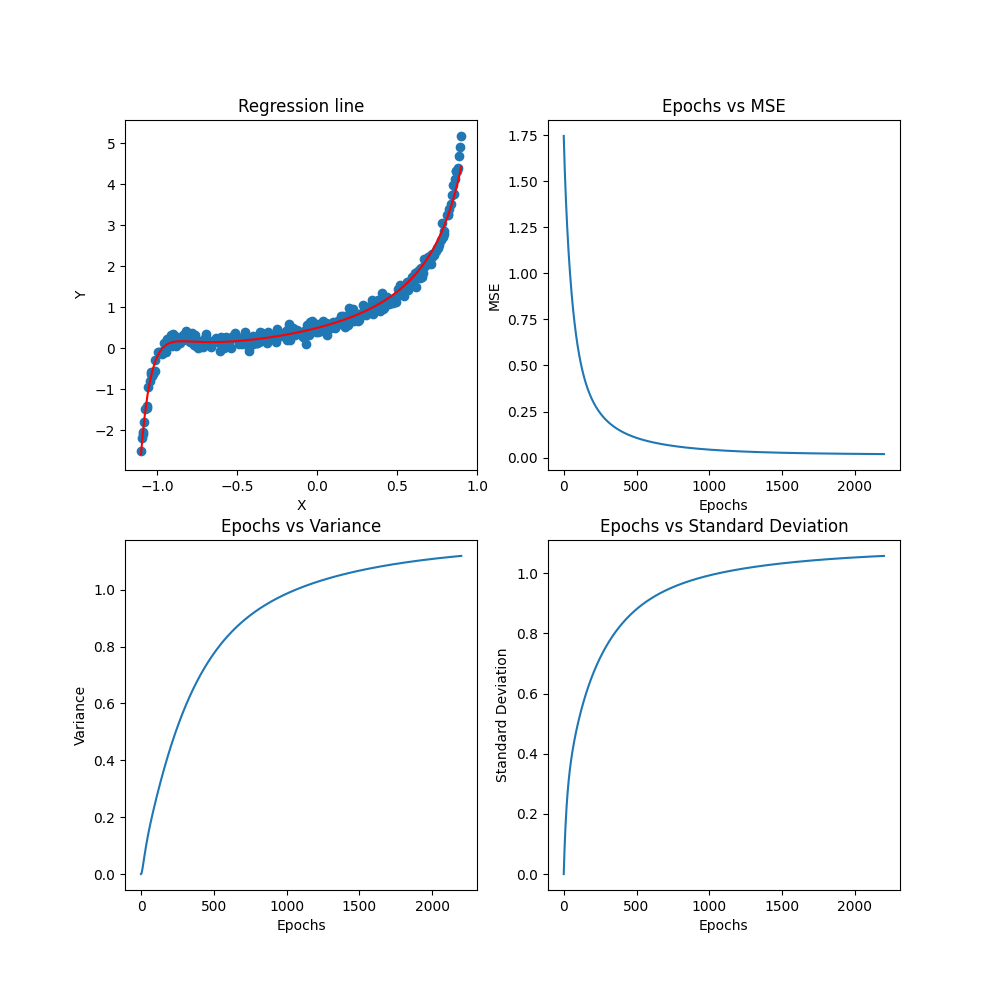 Regression line
5
4
3
2
1
0
−1
−2
Y
−1.0 −0.5 0.0 0.5 1.0
X
Epochs vs MSE
1.75
1.50
1.25
1.00
0.75
0.50
0.25
0.00
MSE
0 500 1000 1500 2000
Epochs
Epochs vs Variance
1.0
0.8
0.6
0.4
0.2
0.0
Variance
0 500 1000 1500 2000
Epochs
Epochs vs Standard Deviation
1.0
0.8
0.6
0.4
0.2
0.0
Standard Deviation
0 500 1000 1500 2000
Epochs